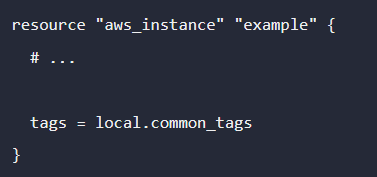 resource "aws_instance" "example" {
  # ...
  tags = local.common_tags
}